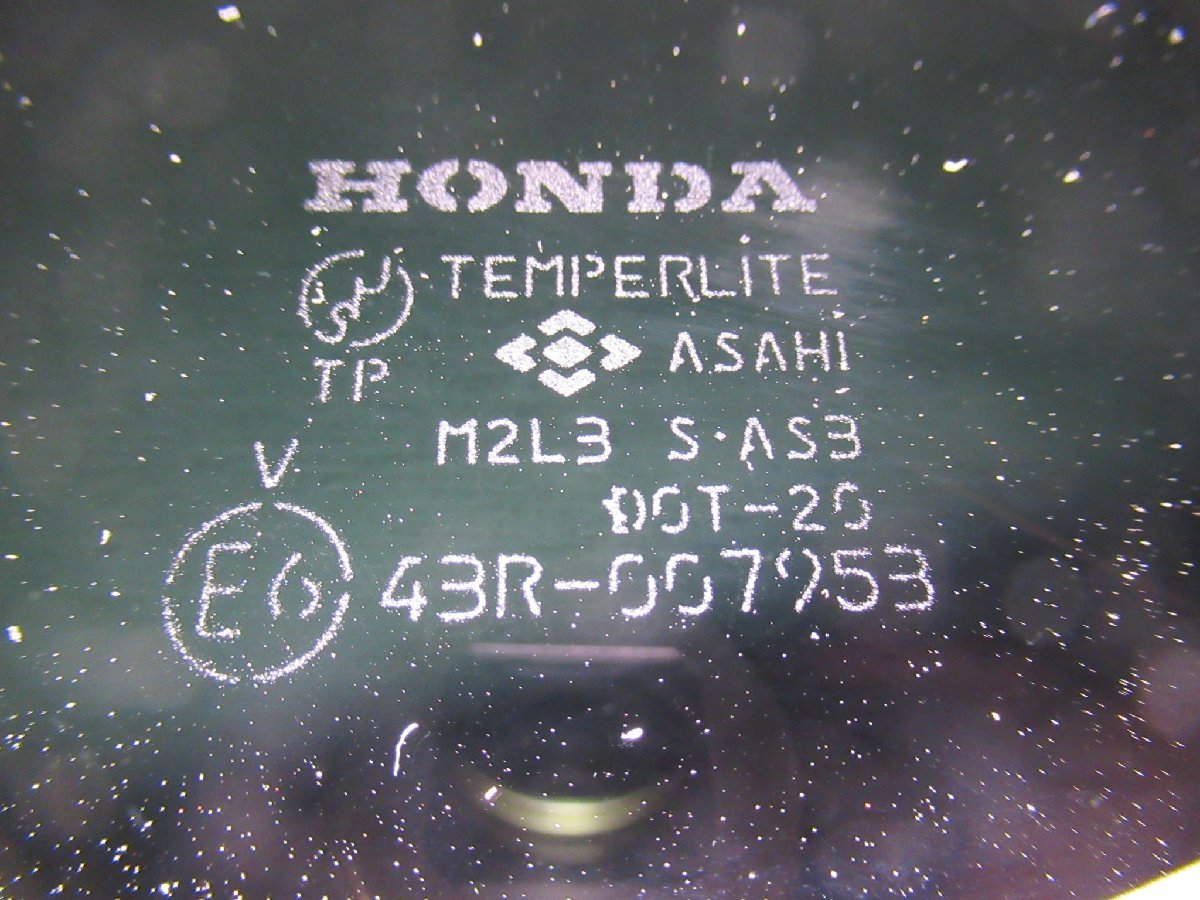 HONDA
TEMPERLITE
TP
ASAHI
M2L3 S·AS3
DOT-20
V
E6 43R-007953